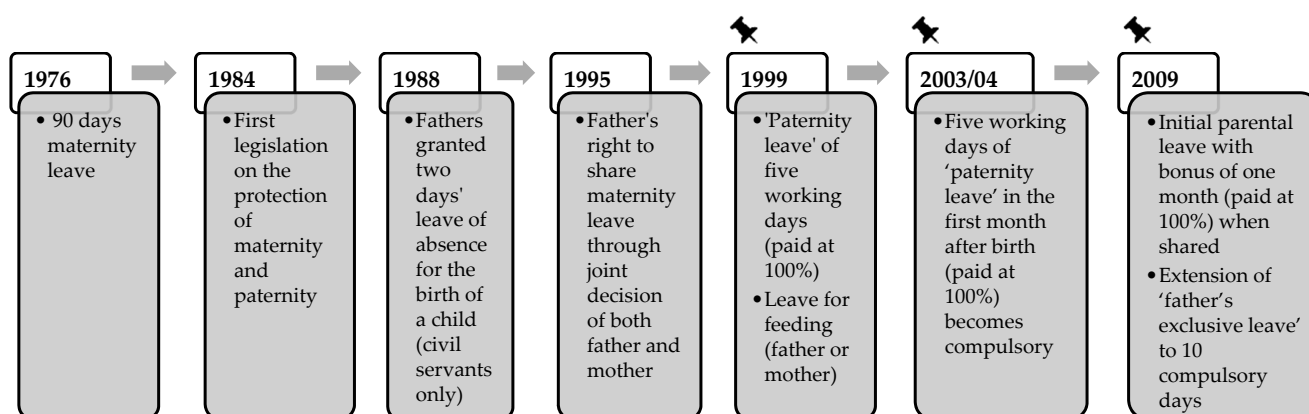 1976
• 90 days
maternity
leave
1984
•First
legislation
on the
protection
of
maternity
and
paternity
1988
•Fathers
granted
two
days'
leave of
absence
for the
birth of
a child
(civil
servants
only)
1995
•Father's
right to
share
maternity
leave
through
joint
decision
of both
father and
mother
1999
•'Paternity
leave' of
five
working
days
(paid at
100%)
•Leave for
feeding
(father or
mother)
2003/04
•Five working
days of
‘paternity
leave’ in the
first month
after birth
(paid at
100%)
becomes
compulsory
2009
•Initial parental
leave with
bonus of one
month (paid at
100%) when
shared
•Extension of
‘father’s
exclusive leave’
to 10
compulsory
days